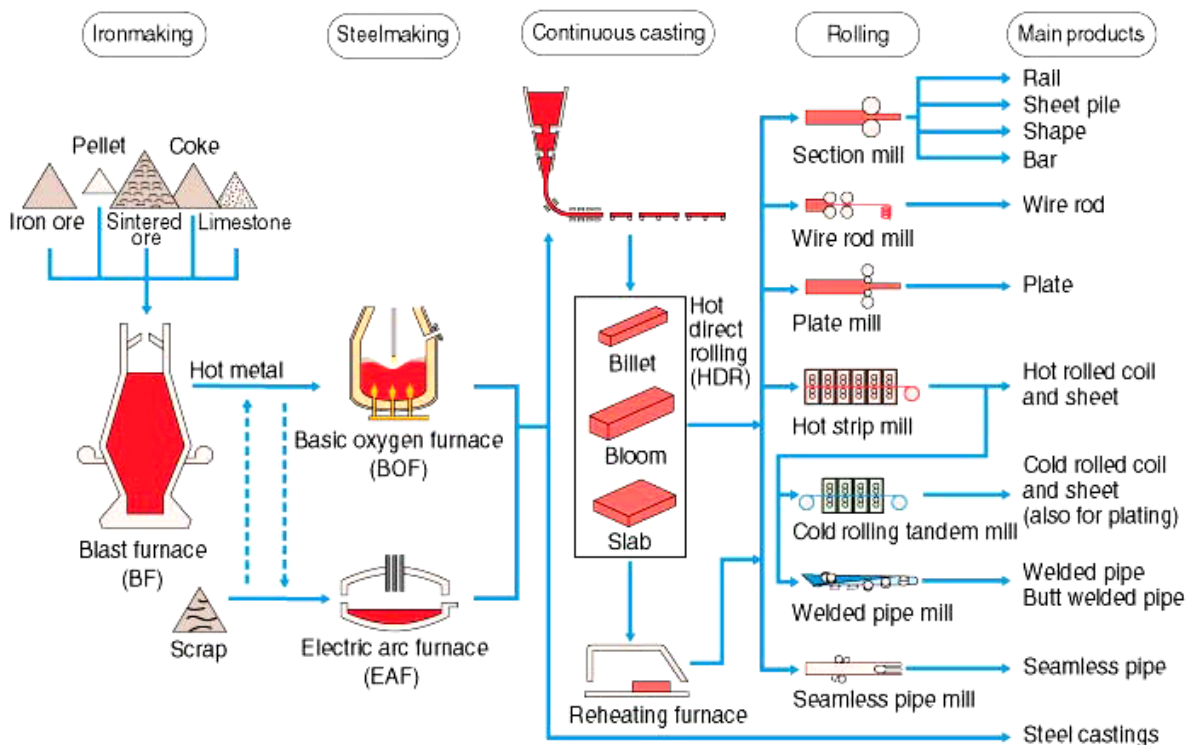 Ironmaking
Steelmaking
Continuous casting
Rolling
Main products
Pellet
Coke
Iron ore
Sintered
ore
Limestone
Hot metal
Blast furnace
(BF)
Scrap
Basic oxygen furnace
(BOF)
Electric arc furnace
(EAF)
Billet
Bloom
Slab
Hot
direct
rolling
(HDR)
Reheating furnace
Section mill
Wire rod mill
Plate mill
Hot strip mill
Cold rolling tandem mill
Welded pipe mill
Seamless pipe mill
Rail
Sheet pile
Shape
Bar
Wire rod
Plate
Hot rolled coil
and sheet
Cold rolled coil
and sheet
(also for plating)
Welded pipe
Butt welded pipe
Seamless pipe
Steel castings